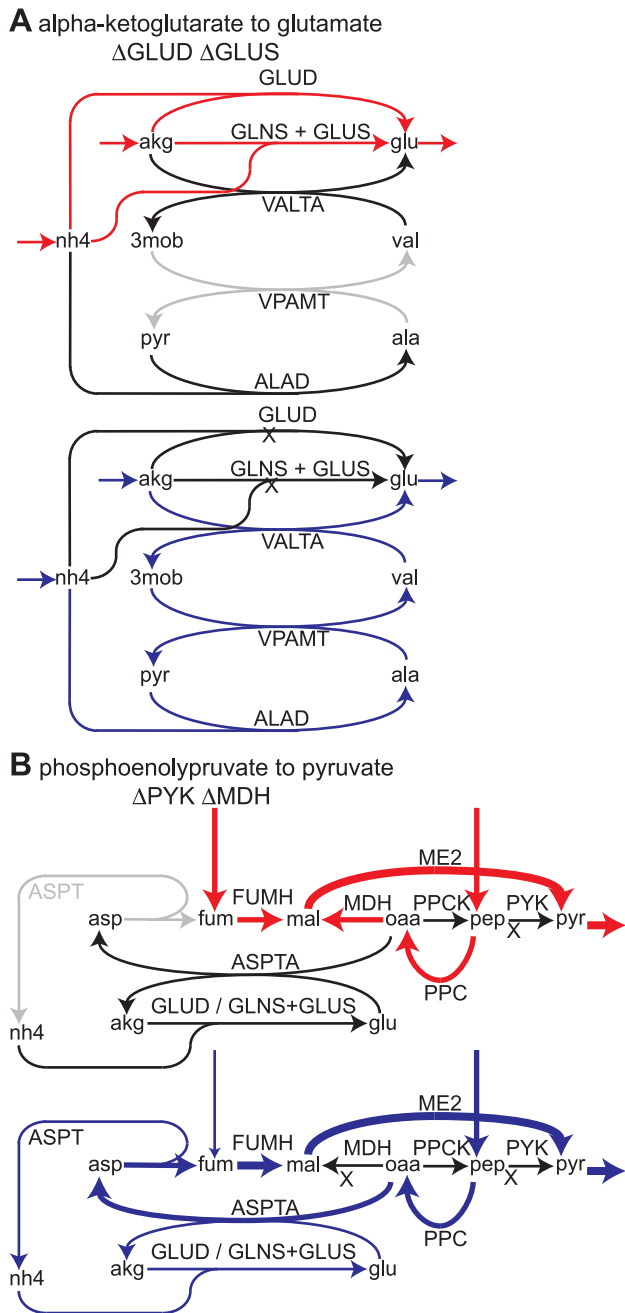 A alpha-ketoglutarate to glutamate
ΔGLUD ΔGLUS
GLUD
akg GLNS + GLUS glu
VALTA
nh4 3mob val
VPAMT
pyr ala
ALAD
GLUD
X
akg GLNS + GLUS glu
X
VALTA
nh4 3mob val
VPAMT
pyr ala
ALAD
B phosphoenolypruvate to pyruvate
ΔPYK ΔMDH
ME2
ASPT FUMH MDH PPCK PYK
asp fum mal oaa pep X pyr
ASPTA
PPC
GLUD / GLNS+GLUS
nh4 akg glu
ME2
ASPT FUMH MDH PPCK PYK
asp fum mal X oaa pep X pyr
ASPTA
PPC
GLUD / GLNS+GLUS
nh4 akg glu